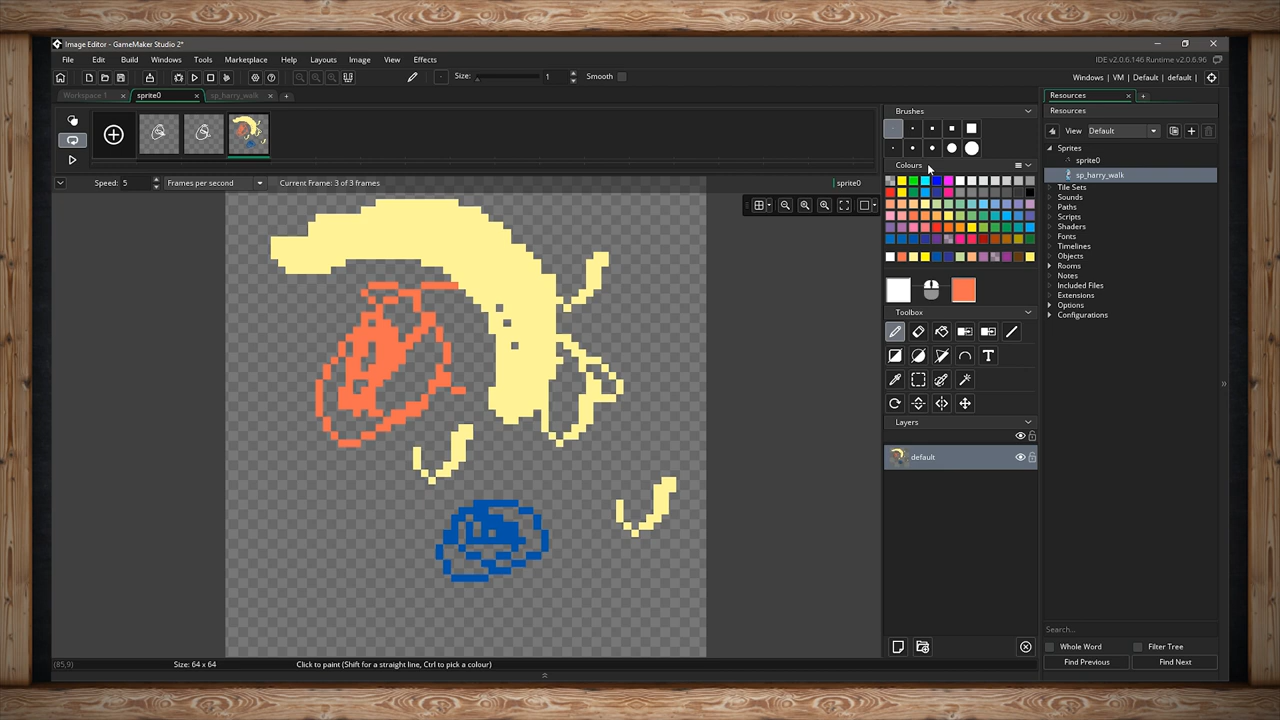 Image Editor - GameMaker Studio 2*
File Edit Build Windows Tools Marketplace Help Layouts Image View Effects
IDE v2.0.6.146 Runtime v2.0.6.96
Size: 1 Smooth
Windows | VM | Default | default |
Workspace 1 sprite0 sp_harry_walk
Resources
Brushes
Resources
View Default
Sprites
sprite0
sp_harry_walk
Tile Sets
Sounds
Paths
Scripts
Shaders
Fonts
Timelines
Objects
Rooms
Notes
Included Files
Extensions
Options
Configurations
Colours
Speed: 5 Frames per second Current Frame: 3 of 3 frames sprite0
Toolbox
T
Layers
default
Search...
Whole Word Filter Tree
Find Previous Find Next
(85,9) Size: 64 x 64 Click to paint (Shift for a straight line, Ctrl to pick a colour)